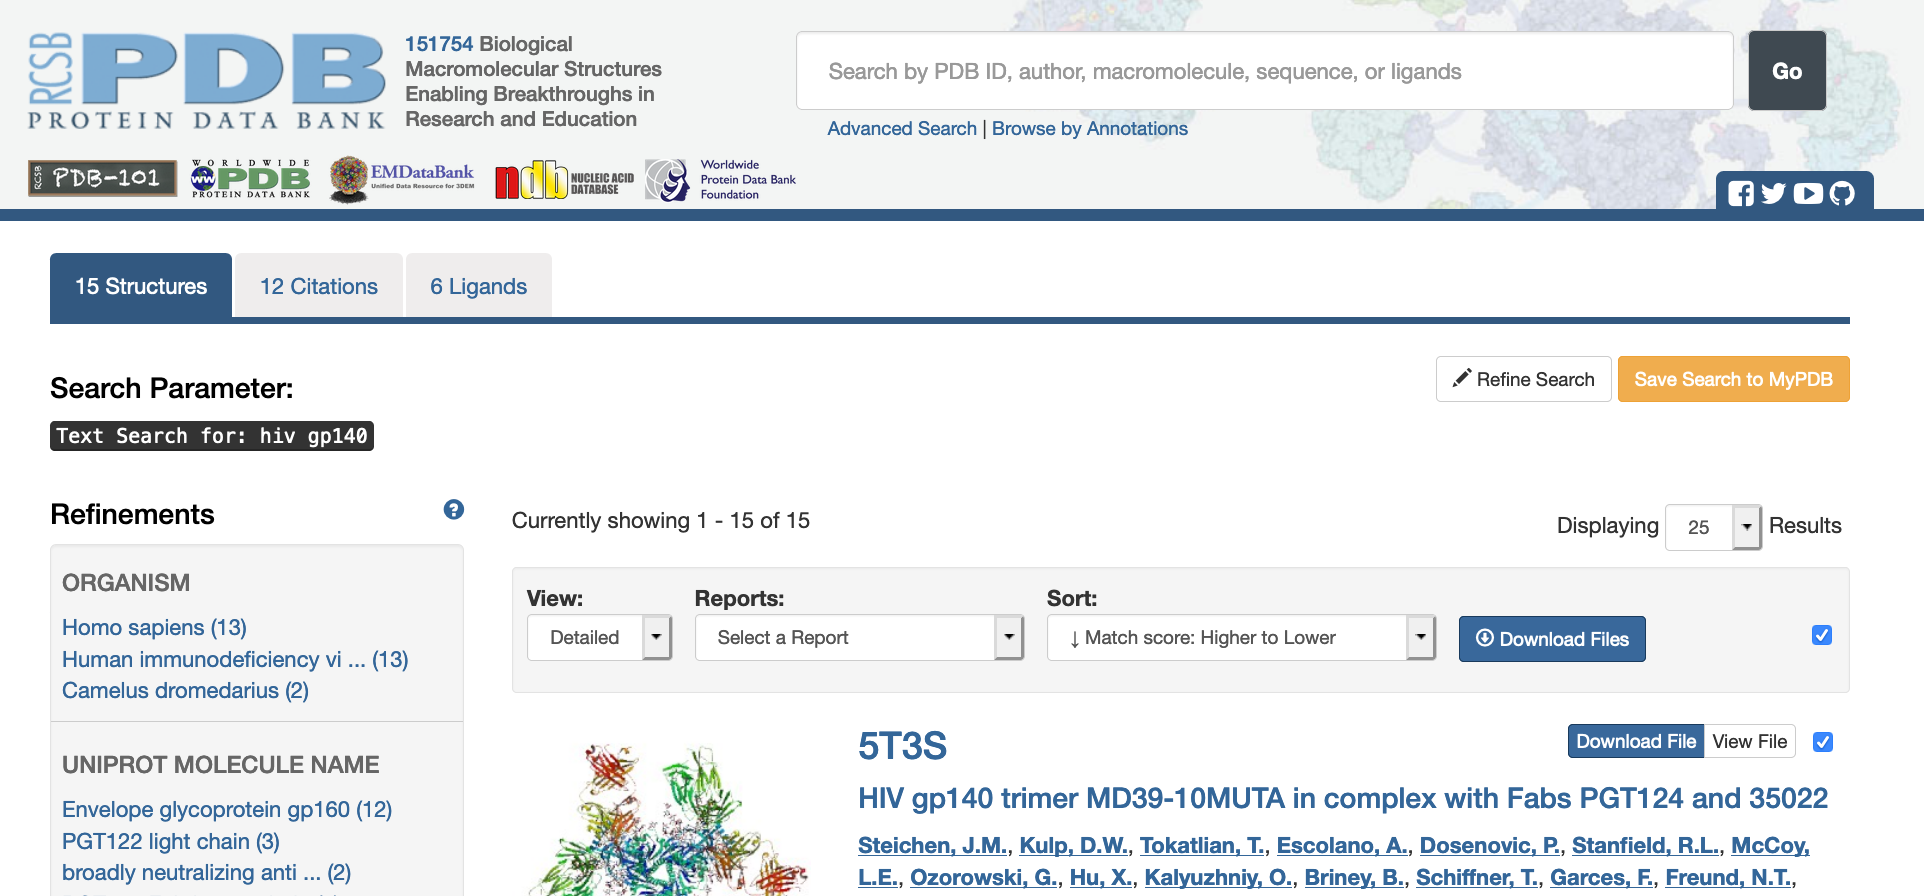 RCSB
PDB
PROTEIN DATA BANK
151754 Biological
Macromolecular Structures
Enabling Breakthroughs in
Research and Education
Search by PDB ID, author, macromolecule, sequence, or ligands
Go
Advanced Search | Browse by Annotations
RCSB PDB-101
WORLDWIDE
PDB
PROTEIN DATA BANK
EMDataBank
Unified Data Resource for 3DEM
ndb NUCLEIC ACID
DATABASE
Worldwide
Protein Data Bank
Foundation
15 Structures
12 Citations
6 Ligands
Search Parameter:
Refine Search
Save Search to MyPDB
Text Search for: hiv gp140
Refinements
Currently showing 1 - 15 of 15
Displaying 25 Results
ORGANISM
Homo sapiens (13)
Human immunodeficiency vi ... (13)
Camelus dromedarius (2)
UNIPROT MOLECULE NAME
Envelope glycoprotein gp160 (12)
PGT122 light chain (3)
broadly neutralizing anti ... (2)
View:
Detailed
Reports:
Select a Report
Sort:
↓ Match score: Higher to Lower
Download Files
5T3S
Download File View File
HIV gp140 trimer MD39-10MUTA in complex with Fabs PGT124 and 35022
Steichen, J.M., Kulp, D.W., Tokatlian, T., Escolano, A., Dosenovic, P., Stanfield, R.L., McCoy,
L.E., Ozorowski, G., Hu, X., Kalyuzhniy, O., Briney, B., Schiffner, T., Garces, F., Freund, N.T.,